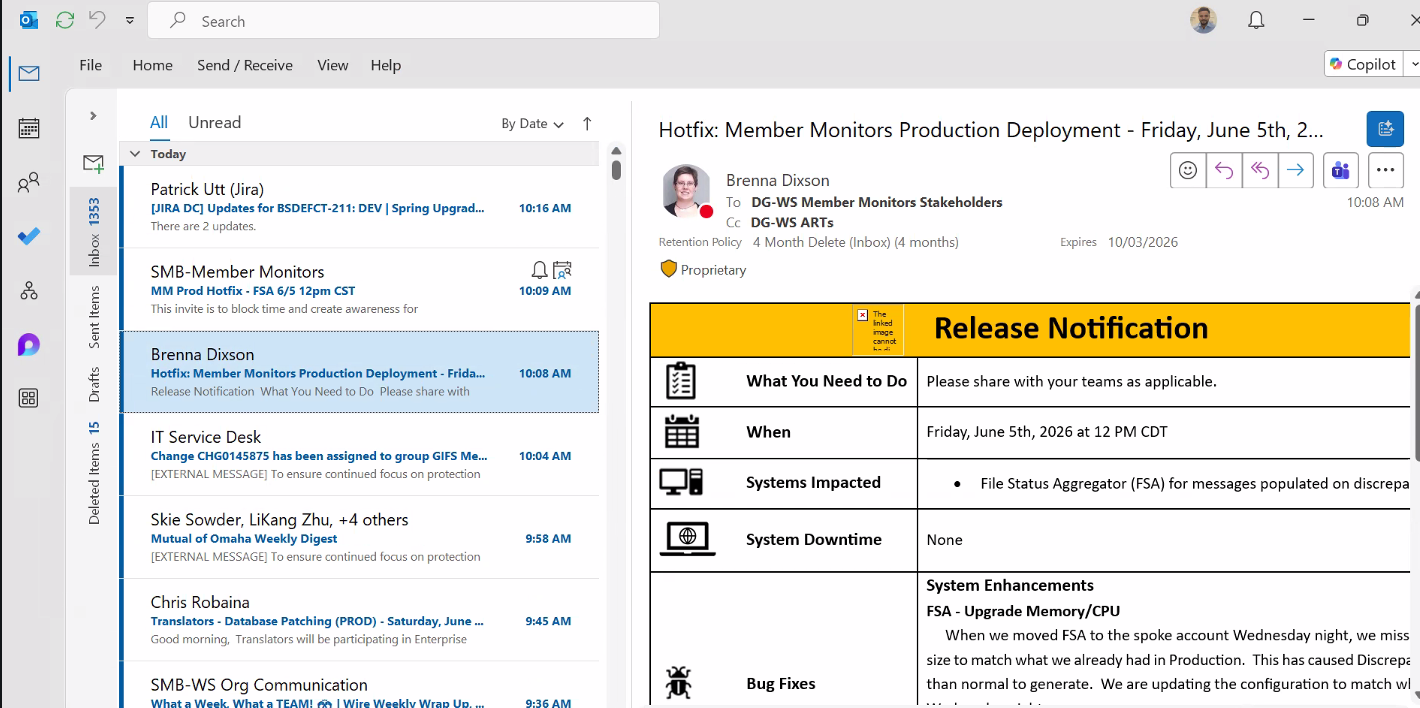 Search
File Home Send / Receive View Help
Copilot
All Unread By Date
Today
Inbox 1353
Sent Items
Drafts
Deleted Items 15
Patrick Utt (Jira)
[JIRA DC] Updates for BSDEFCT-211: DEV | Spring Upgrad... 10:16 AM
There are 2 updates.
SMB-Member Monitors
MM Prod Hotfix - FSA 6/5 12pm CST 10:09 AM
This invite is to block time and create awareness for
Brenna Dixson
Hotfix: Member Monitors Production Deployment - Frida... 10:08 AM
Release Notification What You Need to Do Please share with
IT Service Desk
Change CHG0145875 has been assigned to group GIFS Me... 10:04 AM
[EXTERNAL MESSAGE] To ensure continued focus on protection
Skie Sowder, LiKang Zhu, +4 others
Mutual of Omaha Weekly Digest 9:58 AM
[EXTERNAL MESSAGE] To ensure continued focus on protection
Chris Robaina
Translators - Database Patching (PROD) - Saturday, June ... 9:45 AM
Good morning, Translators will be participating in Enterprise
SMB-WS Org Communication
What a Week, What a TEAM! | Wire Weekly Wrap Up, ... 9:36 AM
Hotfix: Member Monitors Production Deployment - Friday, June 5th, 2...
Brenna Dixson
To DG-WS Member Monitors Stakeholders
Cc DG-WS ARTs
10:08 AM
Retention Policy 4 Month Delete (Inbox) (4 months) Expires 10/03/2026
Proprietary
The
linked
image
cannot
Release Notification
What You Need to Do Please share with your teams as applicable.
When Friday, June 5th, 2026 at 12 PM CDT
Systems Impacted • File Status Aggregator (FSA) for messages populated on discrepa
System Downtime None
System Enhancements
FSA - Upgrade Memory/CPU
When we moved FSA to the spoke account Wednesday night, we miss
size to match what we already had in Production. This has caused Discrepa
Bug Fixes than normal to generate. We are updating the configuration to match wh